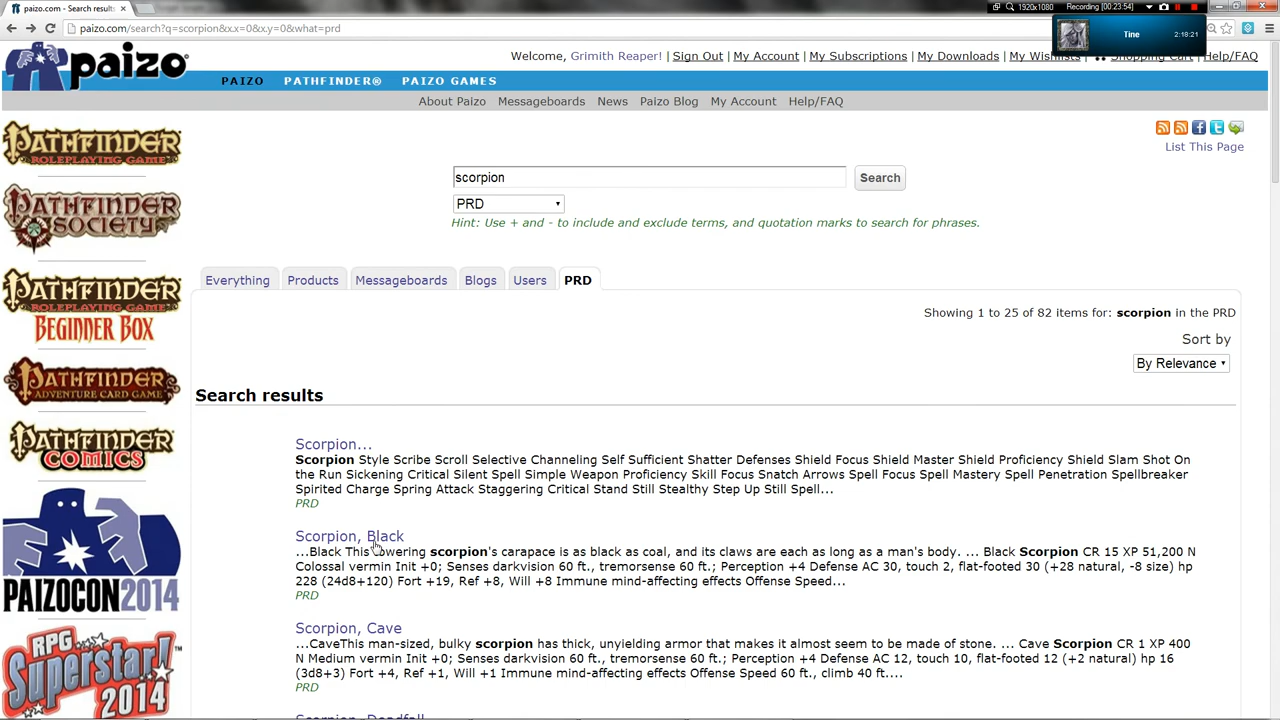 paizo.com - Search results
1920x1080
Recording [00:23:54]
paizo.com/search?q=scorpion&x.x=0&x.y=0&what=prd
Tine
2:18:21
paizo
Welcome, Grimith Reaper! Sign Out My Account My Subscriptions My Downloads My Wishlists Shopping Cart Help/FAQ
PAIZO PATHFINDER® PAIZO GAMES
About Paizo Messageboards News Paizo Blog My Account Help/FAQ
PATHFINDER
ROLEPLAYING GAME
List This Page
scorpion
Search
PRD
Hint: Use + and - to include and exclude terms, and quotation marks to search for phrases.
PATHFINDER
SOCIETY
Everything Products Messageboards Blogs Users PRD
PATHFINDER
ROLEPLAYING GAME
BEGINNER BOX
Showing 1 to 25 of 82 items for: scorpion in the PRD
Sort by
By Relevance
PATHFINDER
ADVENTURE CARD GAME
Search results
PATHFINDER
COMICS
Scorpion...
Scorpion Style Scribe Scroll Selective Channeling Self Sufficient Shatter Defenses Shield Focus Shield Master Shield Proficiency Shield Slam Shot On
the Run Sickening Critical Silent Spell Simple Weapon Proficiency Skill Focus Snatch Arrows Spell Focus Spell Mastery Spell Penetration Spellbreaker
Spirited Charge Spring Attack Staggering Critical Stand Still Stealthy Step Up Still Spell...
PRD
Scorpion, Black
...Black This towering scorpion's carapace is as black as coal, and its claws are each as long as a man's body. ... Black Scorpion CR 15 XP 51,200 N
Colossal vermin Init +0; Senses darkvision 60 ft., tremorsense 60 ft.; Perception +4 Defense AC 30, touch 2, flat-footed 30 (+28 natural, -8 size) hp
228 (24d8+120) Fort +19, Ref +8, Will +8 Immune mind-affecting effects Offense Speed...
PRD
PAIZOCON 2014
Scorpion, Cave
...CaveThis man-sized, bulky scorpion has thick, unyielding armor that makes it almost seem to be made of stone. ... Cave Scorpion CR 1 XP 400
N Medium vermin Init +0; Senses darkvision 60 ft., tremorsense 60 ft.; Perception +4 Defense AC 12, touch 10, flat-footed 12 (+2 natural) hp 16
(3d8+3) Fort +4, Ref +1, Will +1 Immune mind-affecting effects Offense Speed 60 ft., climb 40 ft....
PRD
RPG
Superstar!
2014
Scorpion, Deadfall